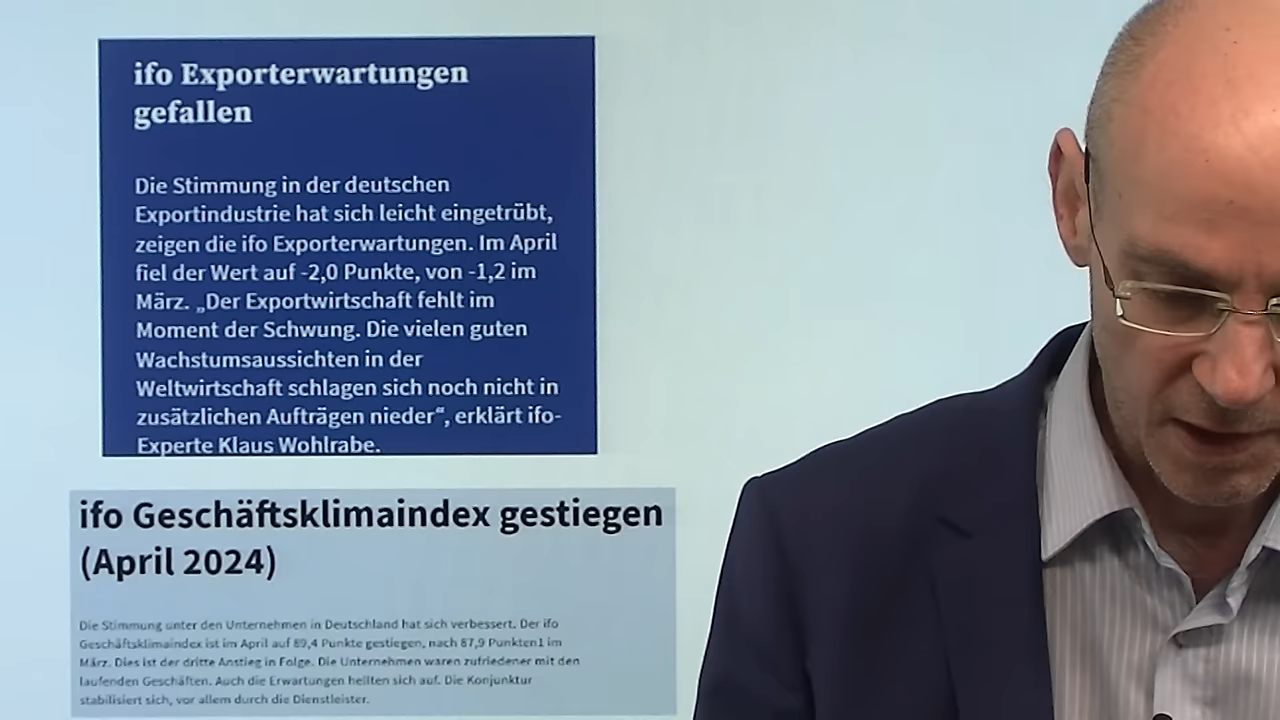 ifo Exporterwartungen
gefallen
Die Stimmung in der deutschen
Exportindustrie hat sich leicht eingetrübt,
zeigen die ifo Exporterwartungen. Im April
fiel der Wert auf -2,0 Punkte, von -1,2 im
März. „Der Exportwirtschaft fehlt im
Moment der Schwung. Die vielen guten
Wachstumsaussichten in der
Weltwirtschaft schlagen sich noch nicht in
zusätzlichen Aufträgen nieder“, erklärt ifo-
Experte Klaus Wohlrabe.
ifo Geschäftsklimaindex gestiegen
(April 2024)
Die Stimmung unter den Unternehmen in Deutschland hat sich verbessert. Der ifo
Geschäftsklimaindex ist im April auf 89,4 Punkte gestiegen, nach 87,9 Punkten1 im
März. Dies ist der dritte Anstieg in Folge. Die Unternehmen waren zufriedener mit den
laufenden Geschäften. Auch die Erwartungen hellten sich auf. Die Konjunktur
stabilisiert sich, vor allem durch die Dienstleister.